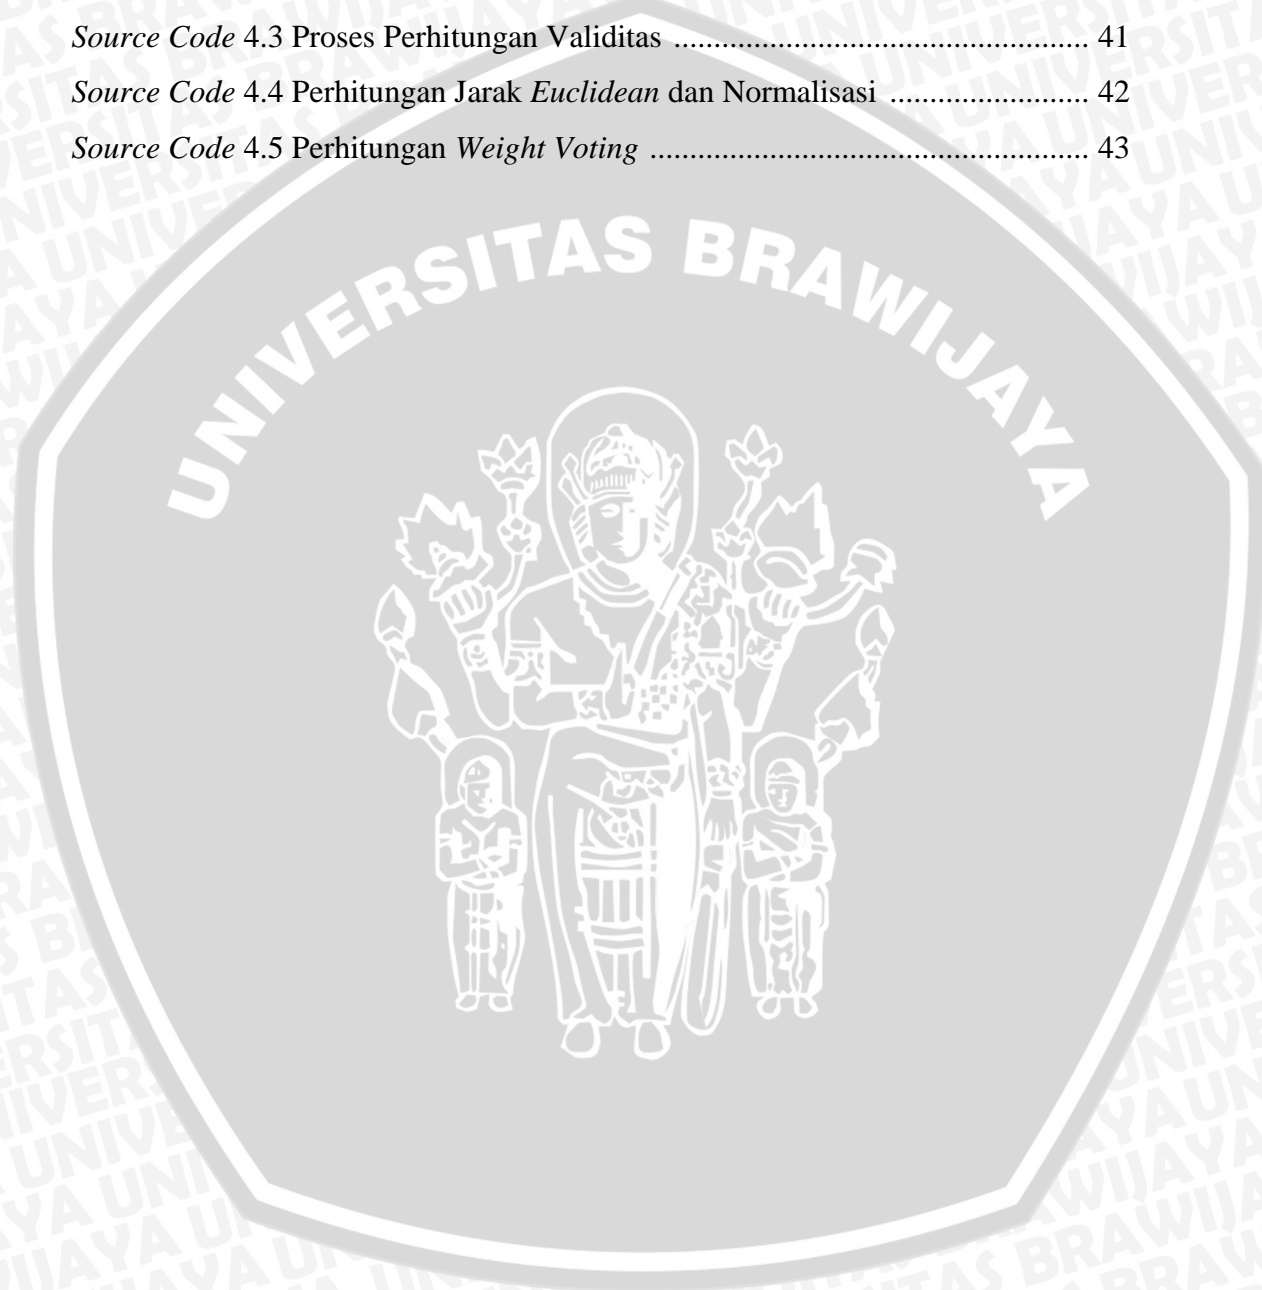 Source Code 4.3 Proses Perhitungan Validitas .................................................... 41
Source Code 4.4 Perhitungan Jarak Euclidean dan Normalisasi ......................... 42
Source Code 4.5 Perhitungan Weight Voting ....................................................... 43
UNIVERSITAS BRAWIJAYA